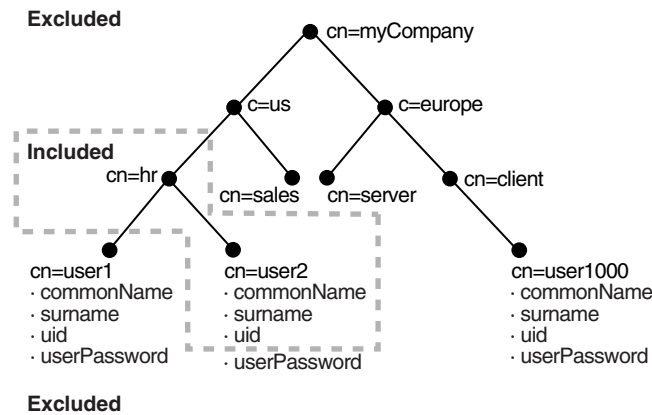 Excluded
cn=myCompany
c=us
c=europe
Included
cn=hr
cn=sales
cn=server
cn=client
cn=user1
· commonName
· surname
· uid
· userPassword
cn=user2
· commonName
· surname
· uid
· userPassword
cn=user1000
· commonName
· surname
· uid
· userPassword
Excluded